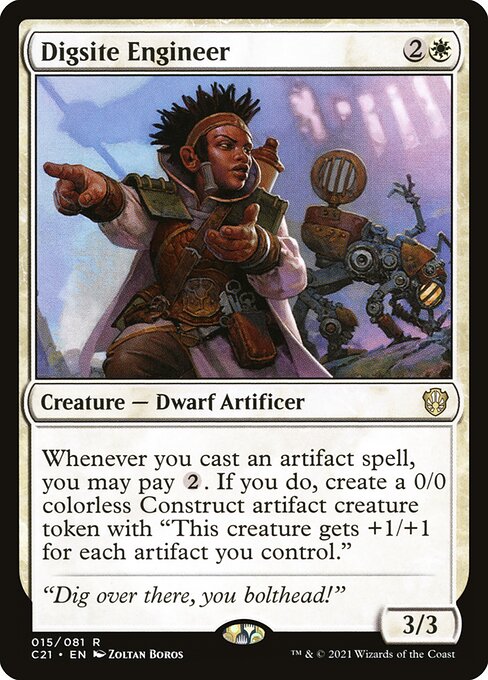 Digsite Engineer 2
Creature — Dwarf Artificer
Whenever you cast an artifact spell,
you may pay 2. If you do, create a 0/0
colorless Construct artifact creature
token with “This creature gets +1/+1
for each artifact you control.”
“Dig over there, you bolthead!”
3/3
015/081 R
C21 • EN Zoltan Boros
™ & © 2021 Wizards of the Coast